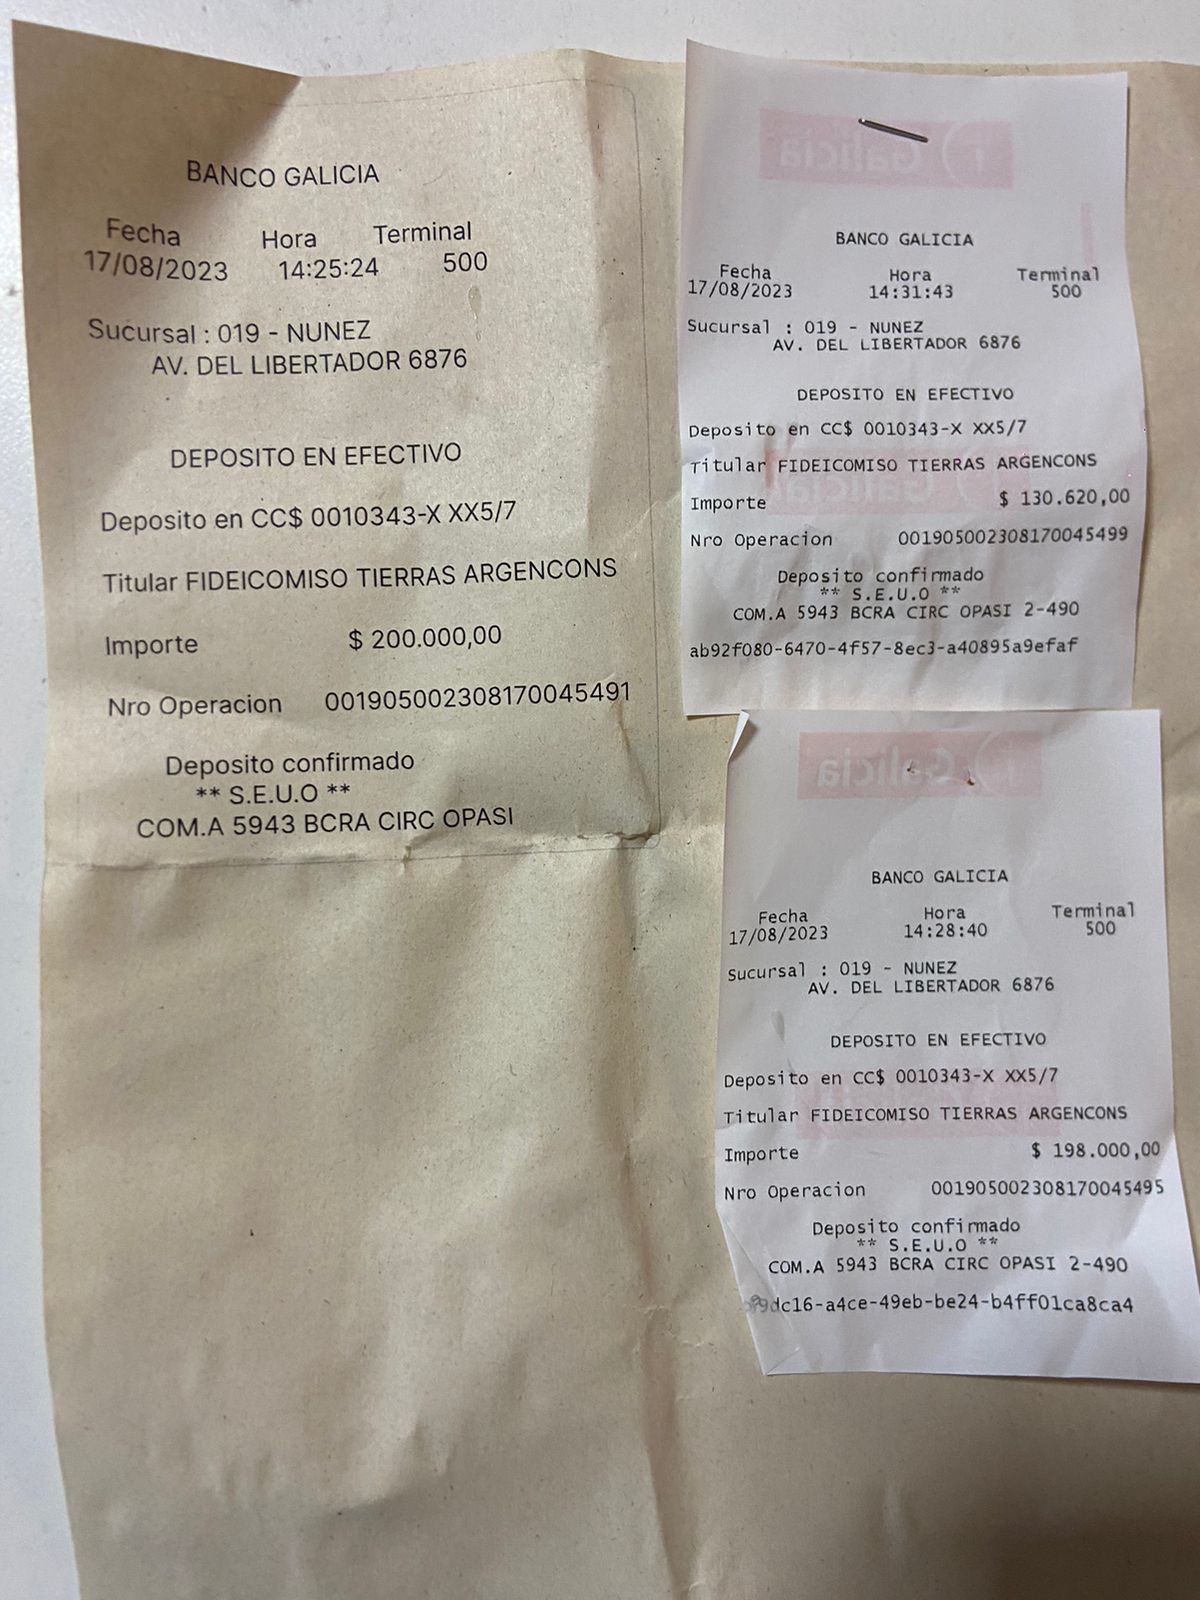 BANCO GALICIA
Fecha Hora Terminal
17/08/2023 14:25:24 500
Sucursal : 019 - NUNEZ
AV. DEL LIBERTADOR 6876
DEPOSITO EN EFECTIVO
Deposito en CC$ 0010343-X XX5/7
Titular FIDEICOMISO TIERRAS ARGENCONS
Importe $ 200.000,00
Nro Operacion 001905002308170045491
Deposito confirmado
** S.E.U.O **
COM.A 5943 BCRA CIRC OPASI
Galicia
BANCO GALICIA
Fecha Hora Terminal
17/08/2023 14:31:43 500
Sucursal : 019 - NUNEZ
AV. DEL LIBERTADOR 6876
DEPOSITO EN EFECTIVO
Deposito en CC$ 0010343-X XX5/7
Titular FIDEICOMISO TIERRAS ARGENCONS
Importe $ 130.620,00
Nro Operacion 001905002308170045499
Deposito confirmado
** S.E.U.O **
COM.A 5943 BCRA CIRC OPASI 2-490
ab92f080-6470-4f57-8ec3-a40895a9efaf
Galicia
BANCO GALICIA
Fecha Hora Terminal
17/08/2023 14:28:40 500
Sucursal : 019 - NUNEZ
AV. DEL LIBERTADOR 6876
DEPOSITO EN EFECTIVO
Deposito en CC$ 0010343-X XX5/7
Titular FIDEICOMISO TIERRAS ARGENCONS
Importe $ 198.000,00
Nro Operacion 001905002308170045495
Deposito confirmado
** S.E.U.O **
COM.A 5943 BCRA CIRC OPASI 2-490
9dc16-a4ce-49eb-be24-b4ff01ca8ca4